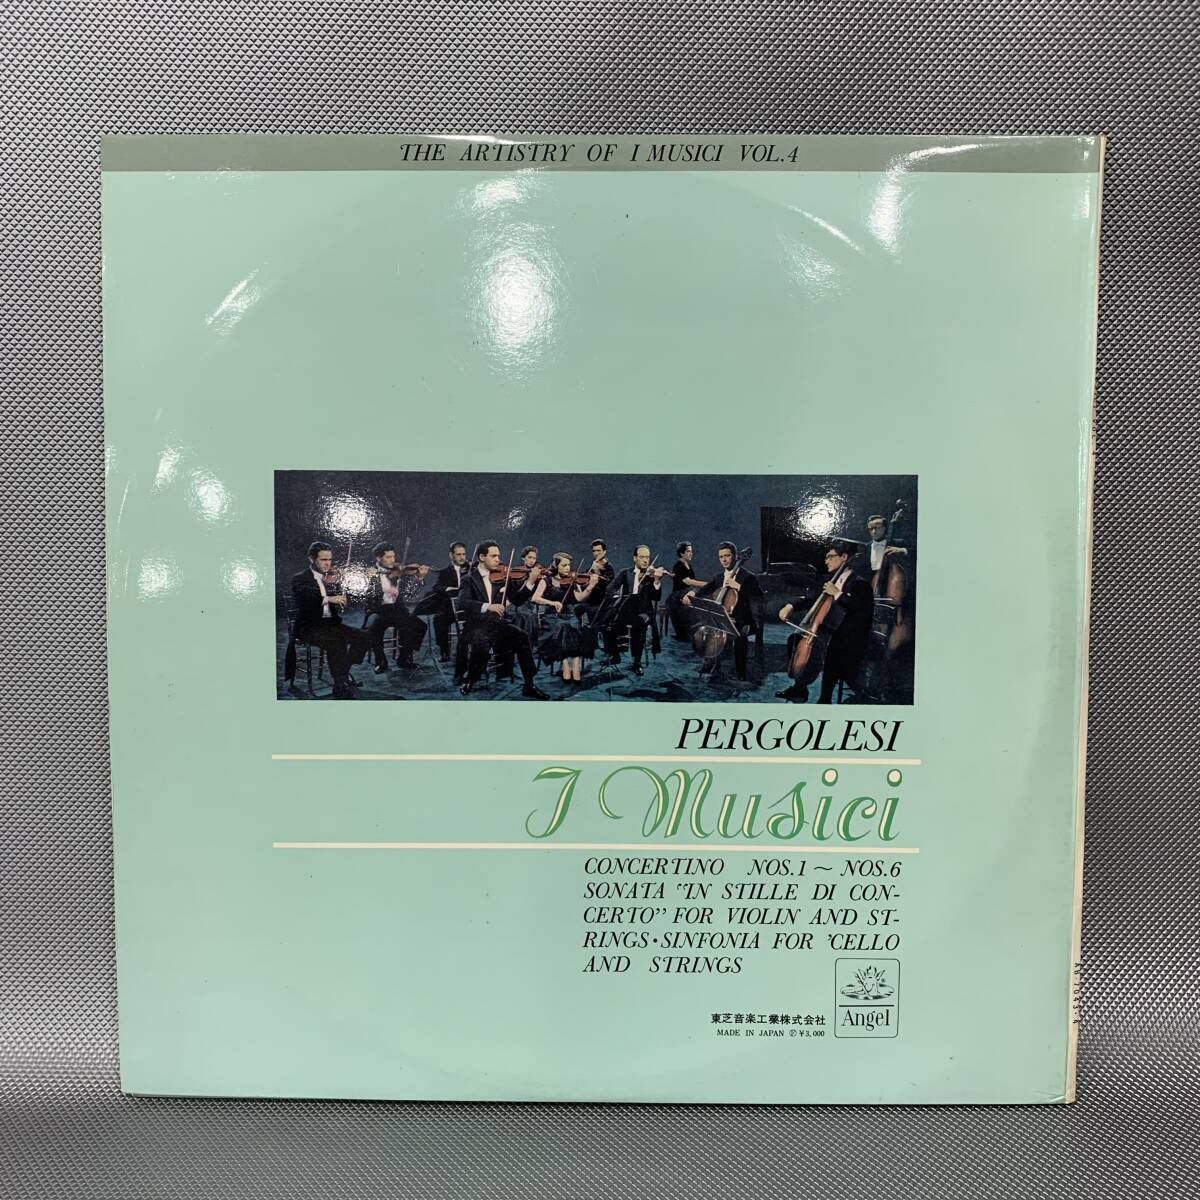 THE ARTISTRY OF I MUSICI VOL.4
PERGOLESI
I Musici
CONCERTINO NOS.1～NOS.6
SONATA "IN STILLE DI CON-
CERTO" FOR VIOLIN AND ST-
RINGS・SINFONIA FOR 'CELLO
AND STRINGS
東芝音楽工業株式会社
MADE IN JAPAN Ⓟ¥3,000
Angel